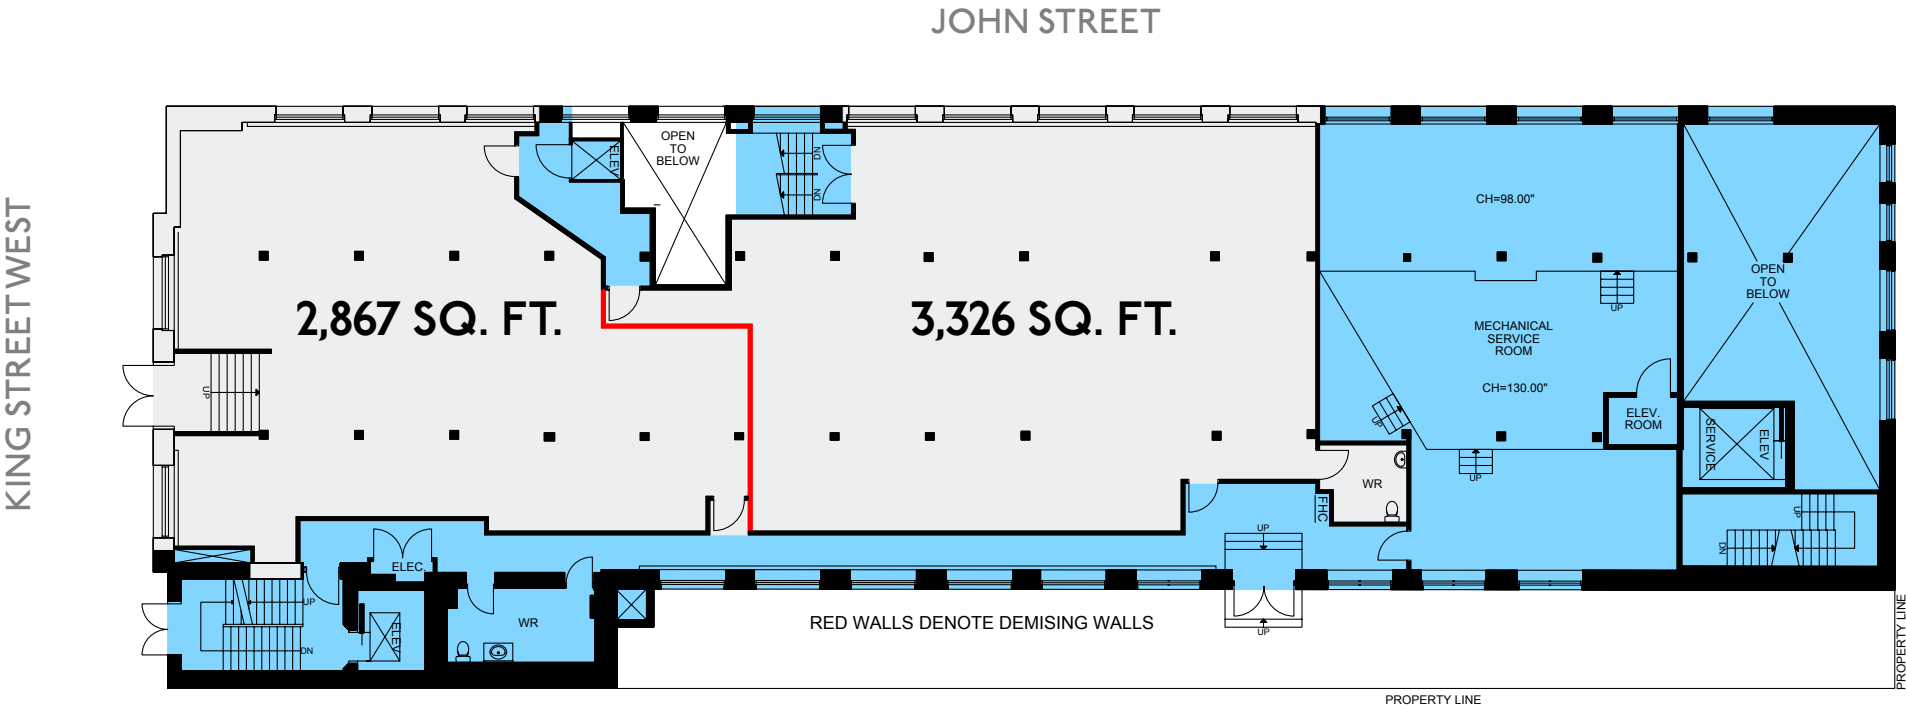 JOHN STREET
KING STREET WEST
OPEN
TO
BELOW
ELEV
DN
DN
CH=98.00"
OPEN
TO
BELOW
2,867 SQ. FT.
3,326 SQ. FT.
UP
MECHANICAL
SERVICE
ROOM
CH=130.00"
UP
UP
ELEV.
ROOM
SERVICE
ELEV
WR
UP
FHC
UP
UP
DN
ELEC.
UP
DN
ELEV
WR
RED WALLS DENOTE DEMISING WALLS
UP
PROPERTY LINE
PROPERTY LINE